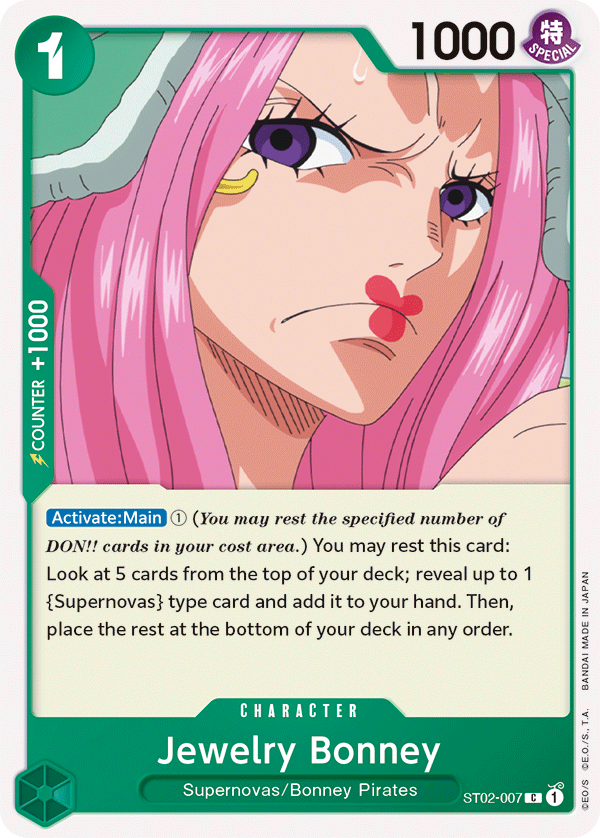 1
1000
特
SPECIAL
COUNTER +1000
Activate:Main ① (You may rest the specified number of
DON!! cards in your cost area.) You may rest this card:
Look at 5 cards from the top of your deck; reveal up to 1
{Supernovas} type card and add it to your hand. Then,
place the rest at the bottom of your deck in any order.
CHARACTER
Jewelry Bonney
Supernovas/Bonney Pirates
ST02-007 C 1
©E.O/S ©E.O./S., T.A. BANDAI MADE IN JAPAN